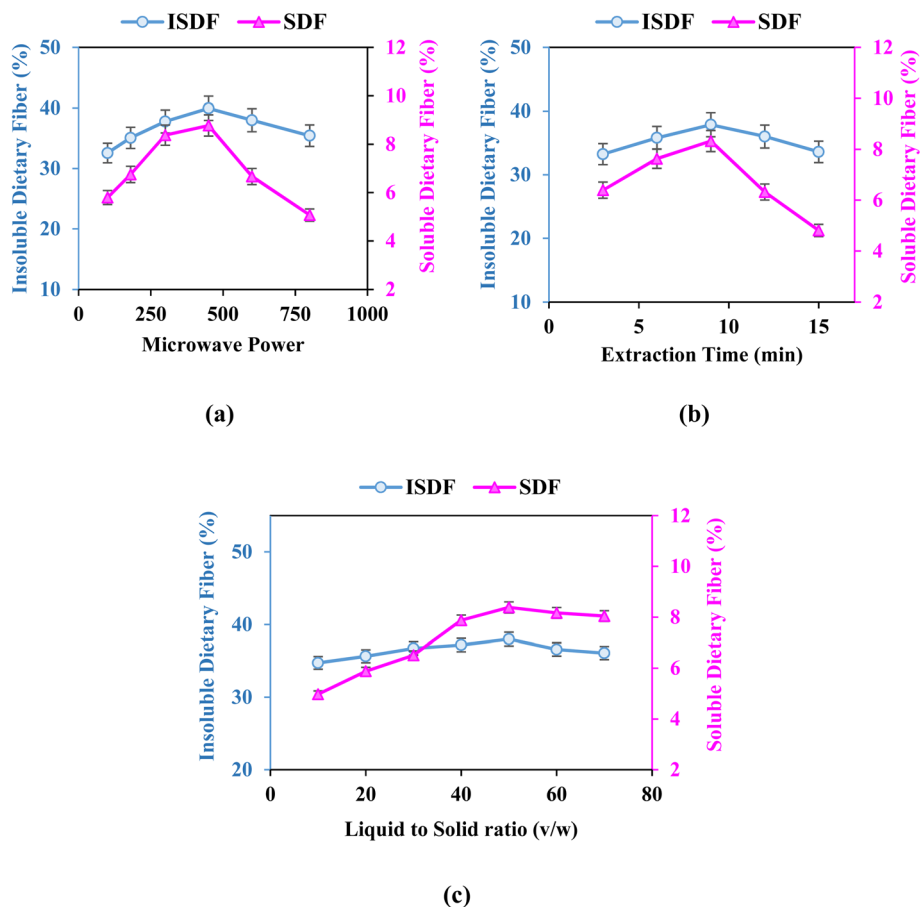 ISDF SDF
Insoluble Dietary Fiber (%)
50
40
30
20
10
Soluble Dietary Fiber (%)
12
10
8
6
4
2
0 250 500 750 1000
Microwave Power
(a)
ISDF SDF
Insoluble Dietary Fiber (%)
50
40
30
20
10
Soluble Dietary Fiber (%)
12
10
8
6
4
2
0 5 10 15
Extraction Time (min)
(b)
ISDF SDF
Insoluble Dietary Fiber (%)
50
40
30
20
Soluble Dietary Fiber (%)
12
10
8
6
4
2
0 20 40 60 80
Liquid to Solid ratio (v/w)
(c)